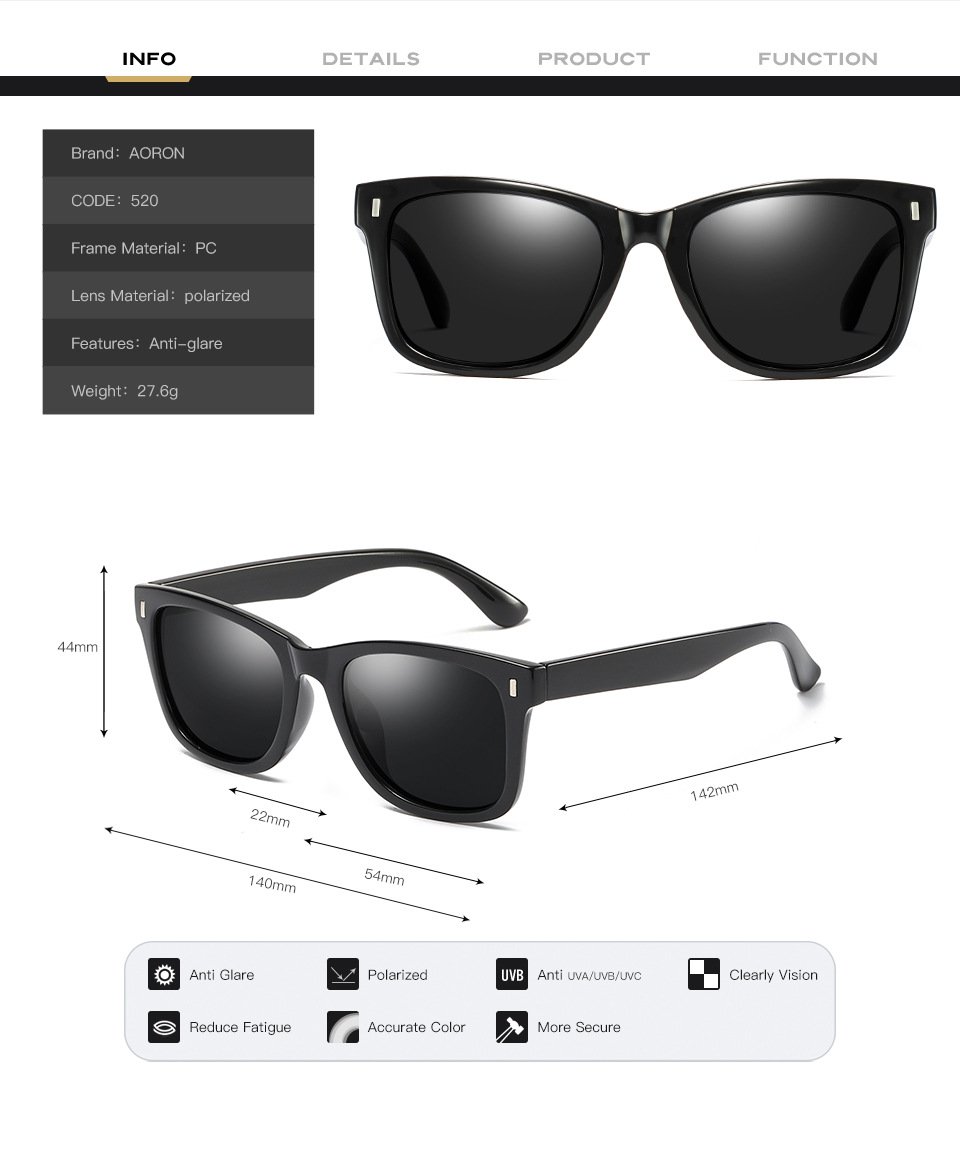 INFO DETAILS PRODUCT FUNCTION
Brand: AORON
CODE: 520
Frame Material: PC
Lens Material: polarized
Features: Anti-glare
Weight: 27.6g
44mm
142mm
22mm
54mm
140mm
Anti Glare Polarized UVB Anti UVA/UVB/UVC Clearly Vision
Reduce Fatigue Accurate Color More Secure